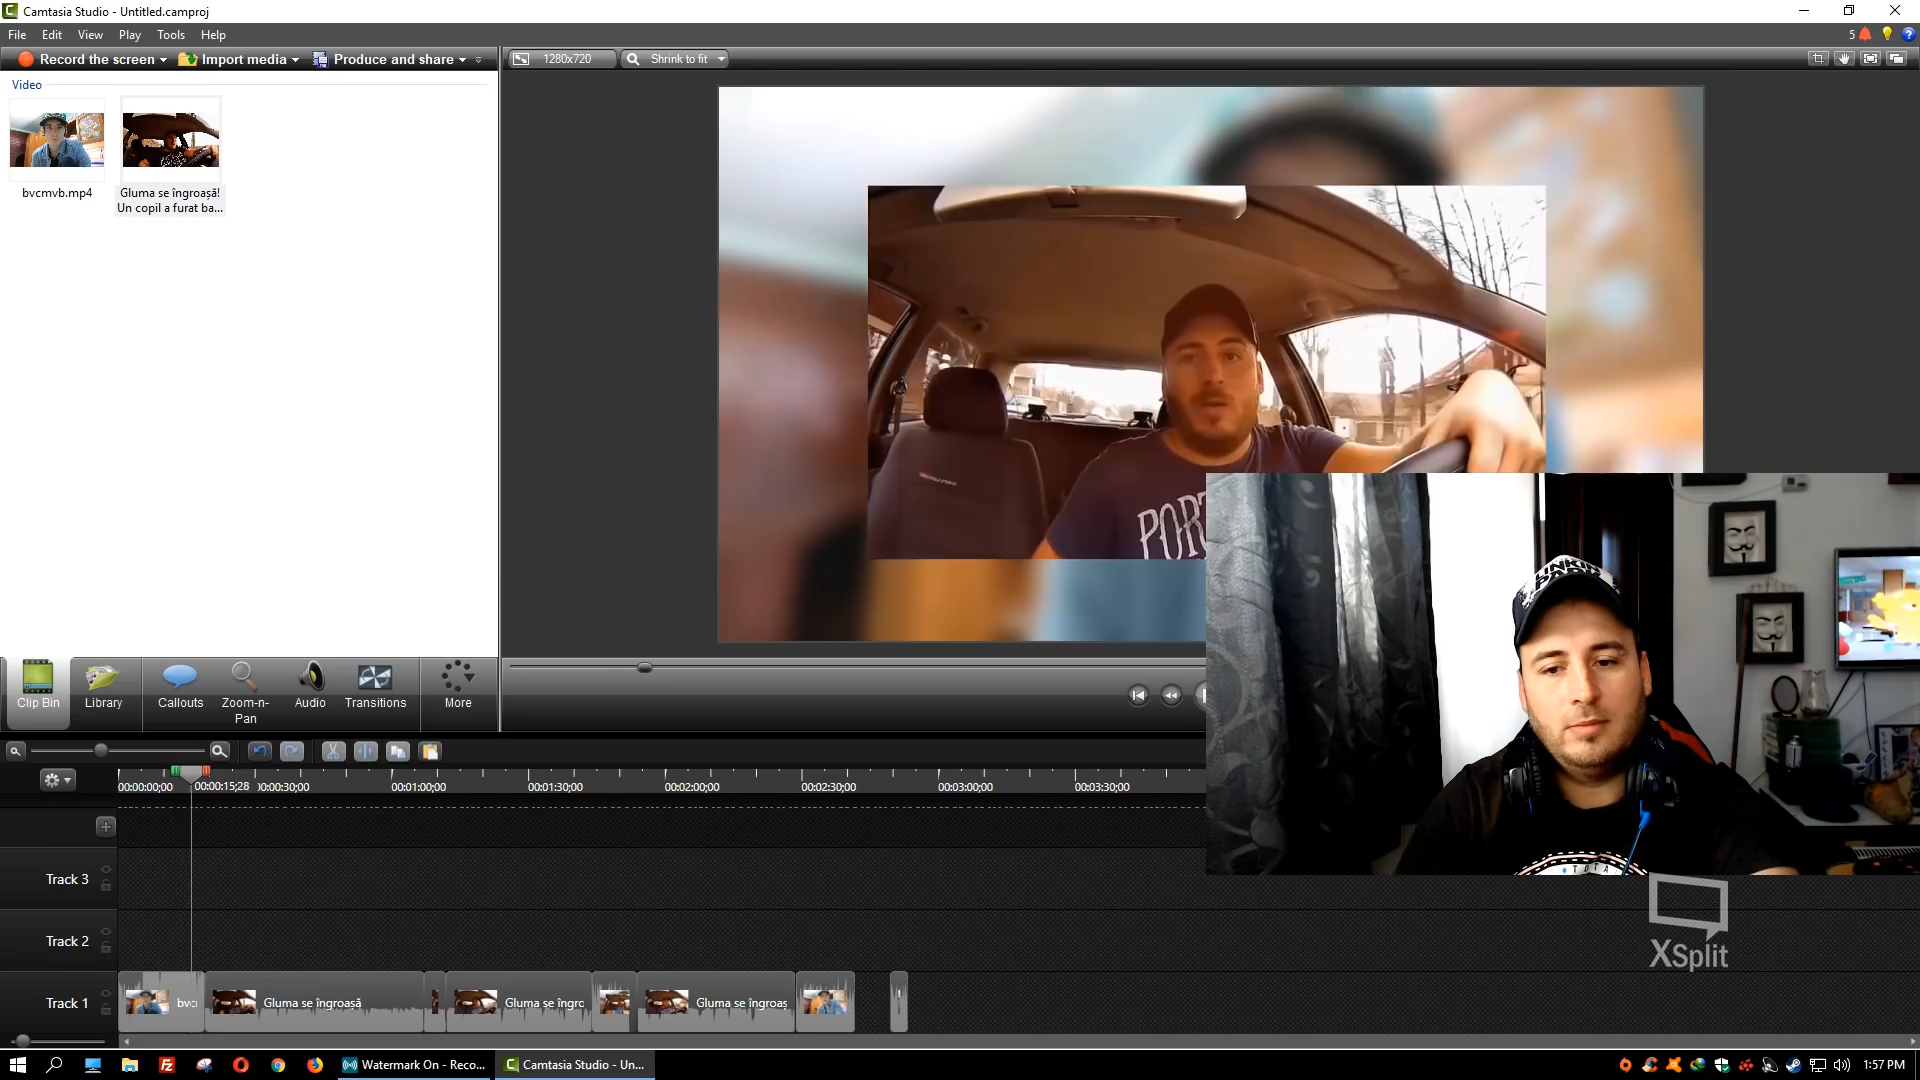 Camtasia Studio - Untitled.camproj
File Edit View Play Tools Help
5
Record the screen Import media Produce and share
1280x720 Shrink to fit
Video
bvcmvb.mp4
Gluma se îngroașă!
Un copil a furat ba...
PORT
LINKIN
PARK
Clip Bin Library Callouts Zoom-n-
Pan Audio Transitions More
00:00:00;00 00:00:15;28 00:00:30;00 00:01:00;00 00:01:30;00 00:02:00;00 00:02:30;00 00:03:00;00 00:03:30;00
Track 3
Track 2
XSplit
Track 1 bvc Gluma se îngroașă Gluma se îngro Gluma se îngroaș
Watermark On - Reco... Camtasia Studio - Un... 1:57 PM